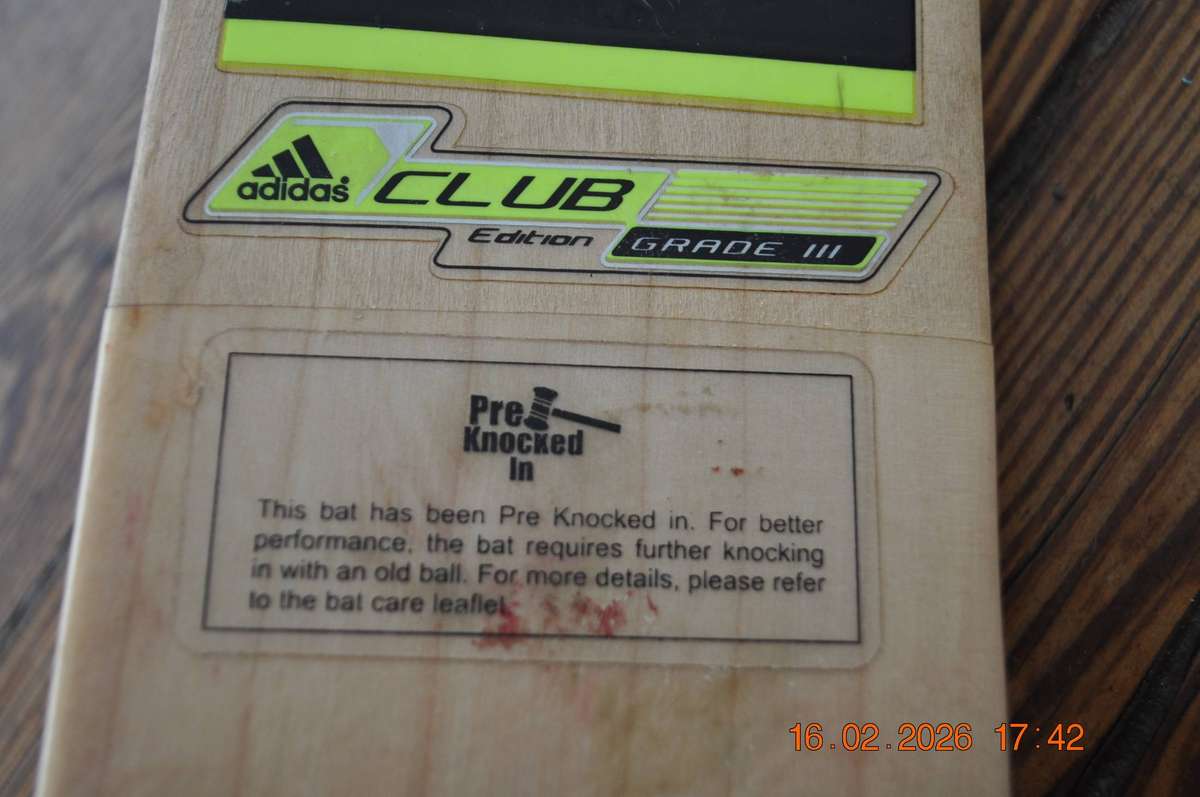 adidas
CLUB
Edition
GRADE III
Pre
Knocked
In
This bat has been Pre Knocked in. For better
performance, the bat requires further knocking
in with an old ball. For more details, please refer
to the bat care leaflet
16.02.2026 17:42